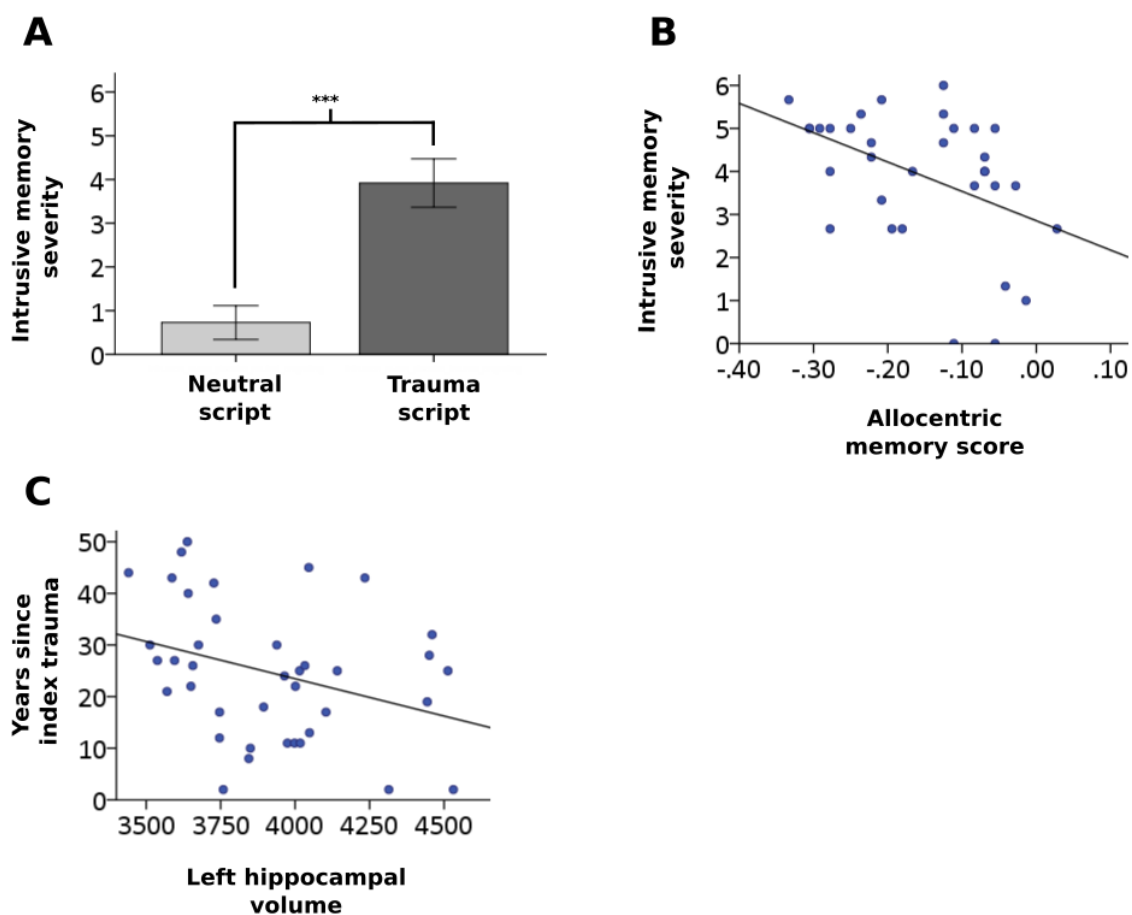 A
Intrusive memory
severity
6
5
4
3
2
1
0
***
Neutral
script
Trauma
script
B
Intrusive memory
severity
6
5
4
3
2
1
0
-.40 -.30 -.20 -.10 .00 .10
Allocentric
memory score
C
Years since
index trauma
50
40
30
20
10
0
3500 3750 4000 4250 4500
Left hippocampal
volume